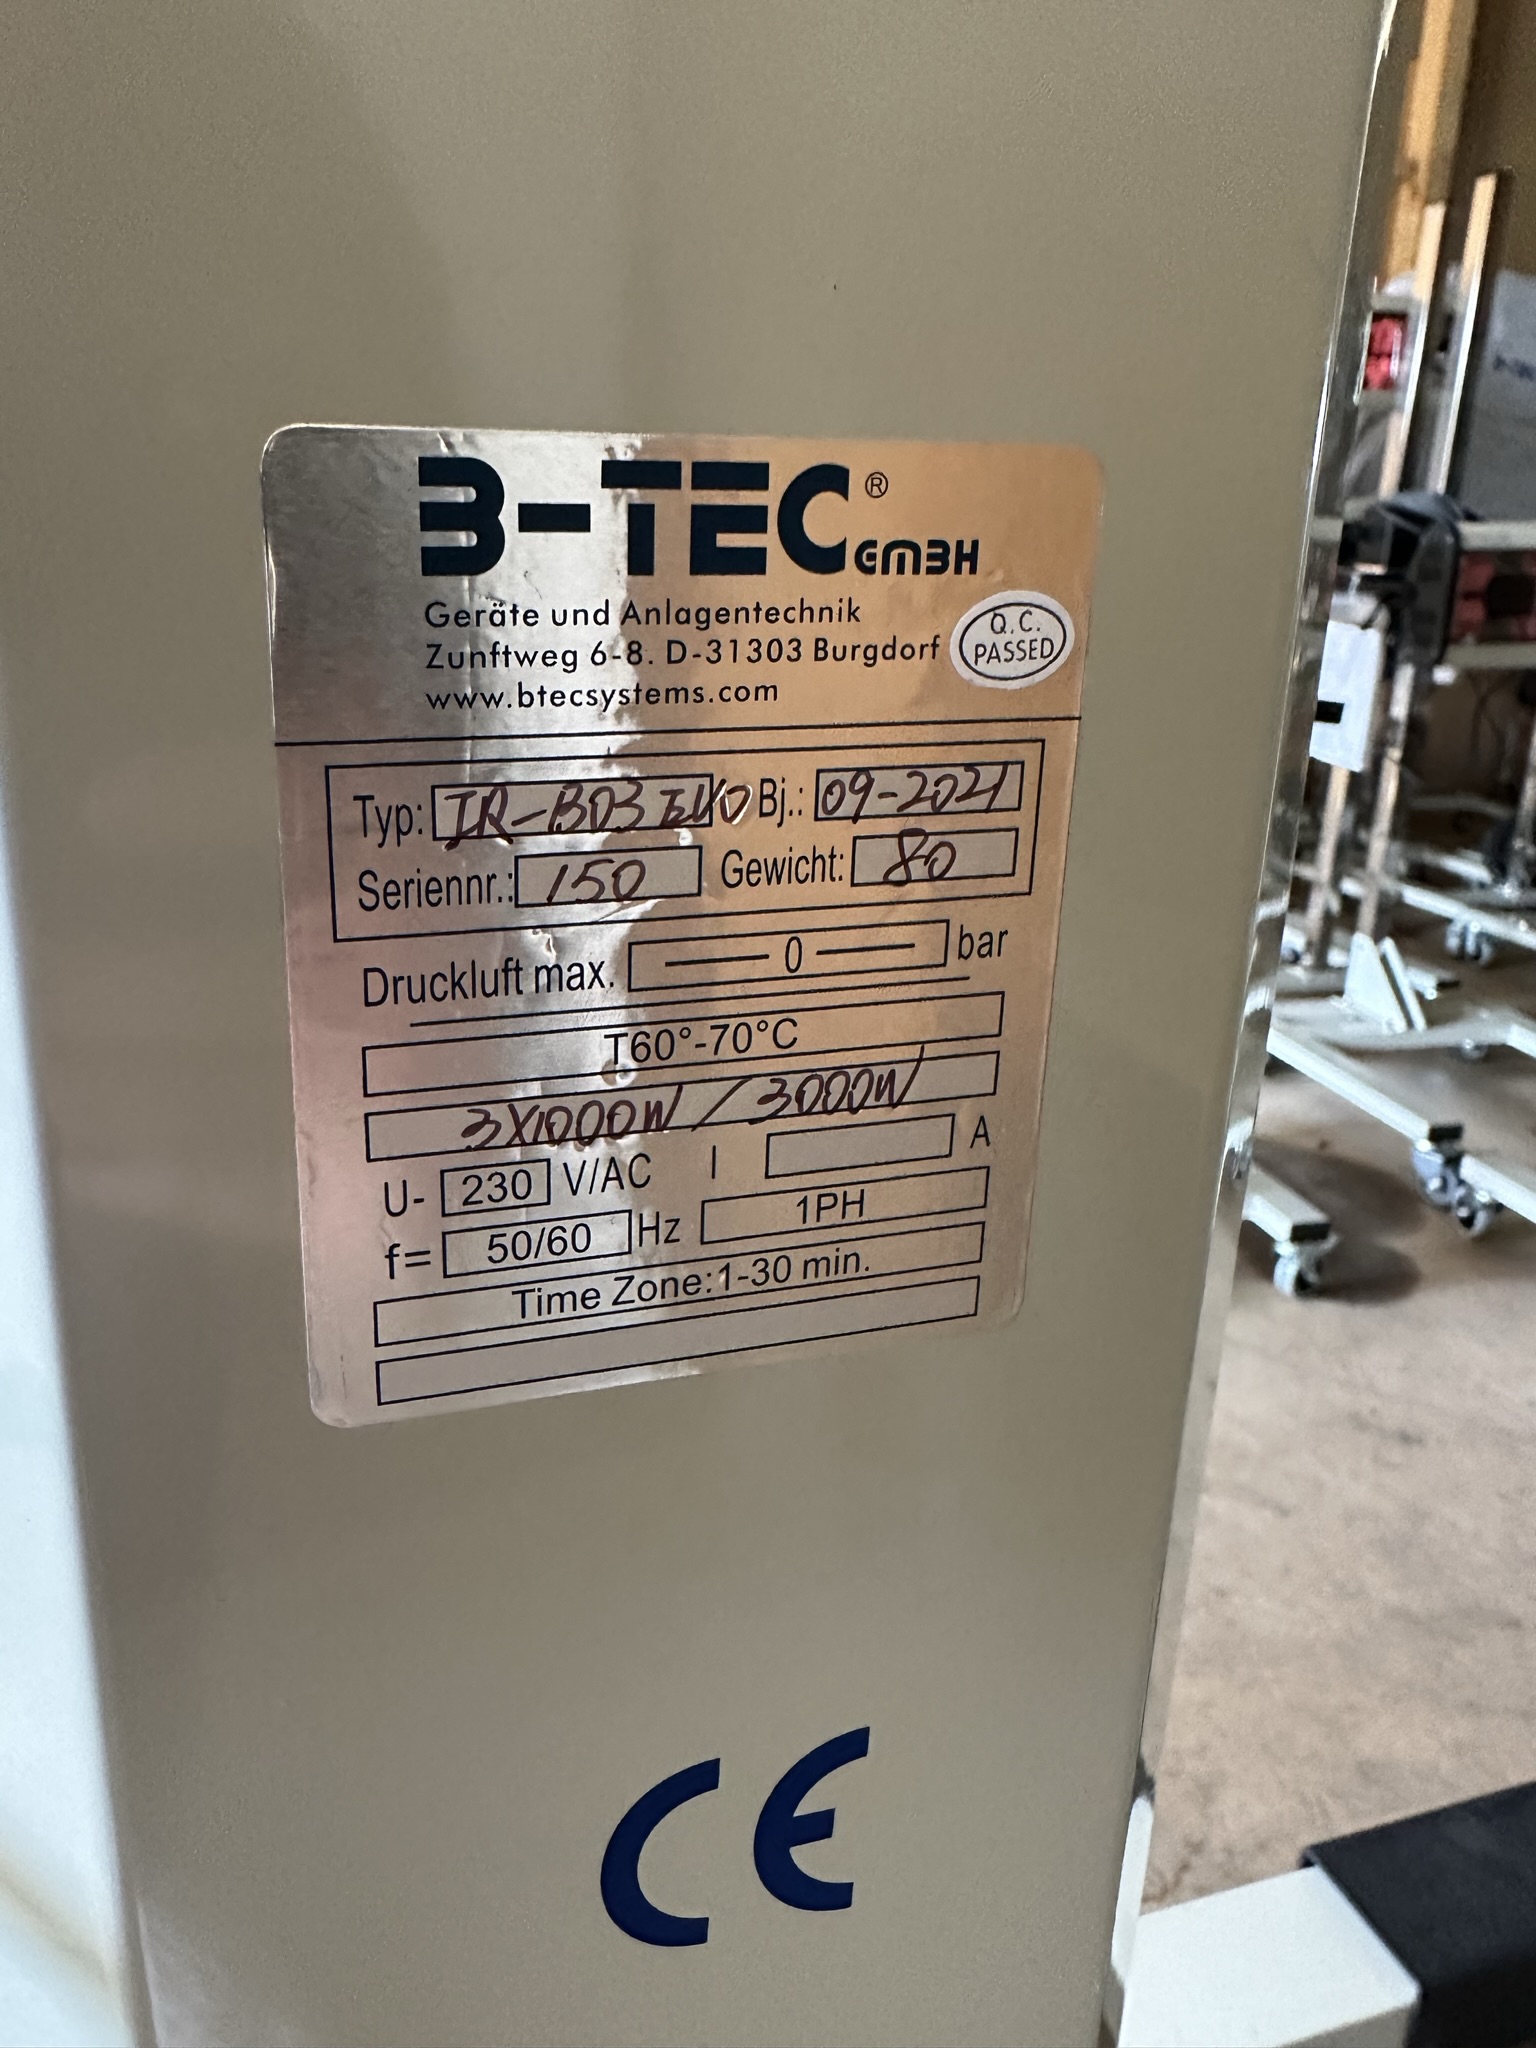 B-TEC® GMBH
Geräte und Anlagentechnik
Zunftweg 6-8. D-31303 Burgdorf
www.btecsystems.com
Q.C.
PASSED
Typ: IR-B03 EVO Bj.: 09-2021
Seriennr.: 150 Gewicht: 80
Druckluft max. 0 bar
T60°-70°C
3X1000W / 3000W
U- 230 V/AC I A
f= 50/60 Hz 1PH
Time Zone:1-30 min.
CE